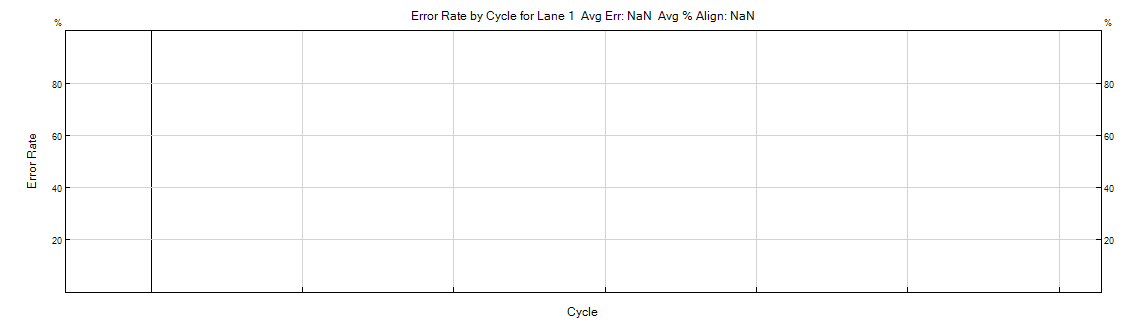 Error Rate by Cycle for Lane 1 Avg Err: NaN Avg % Align: NaN
% %
80 80
60 60
Error Rate
40 40
20 20
Cycle